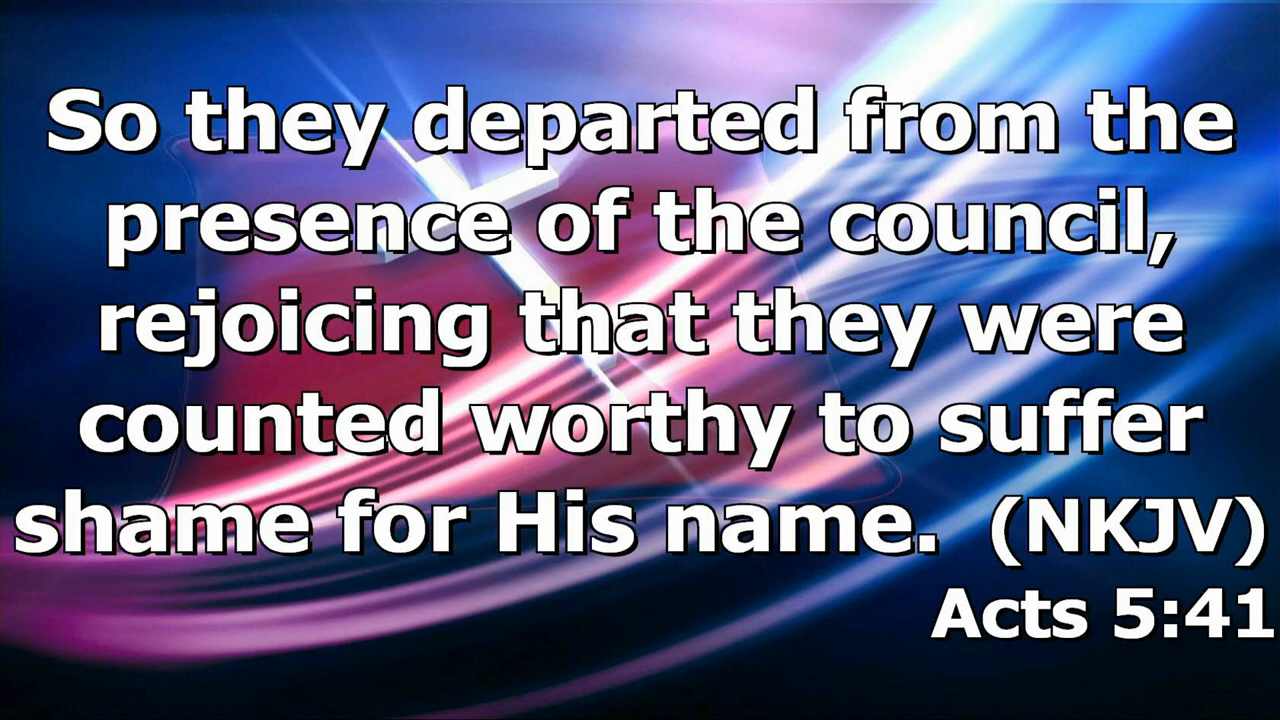 So they departed from the
presence of the council,
rejoicing that they were
counted worthy to suffer
shame for His name.  (NKJV)
Acts 5:41